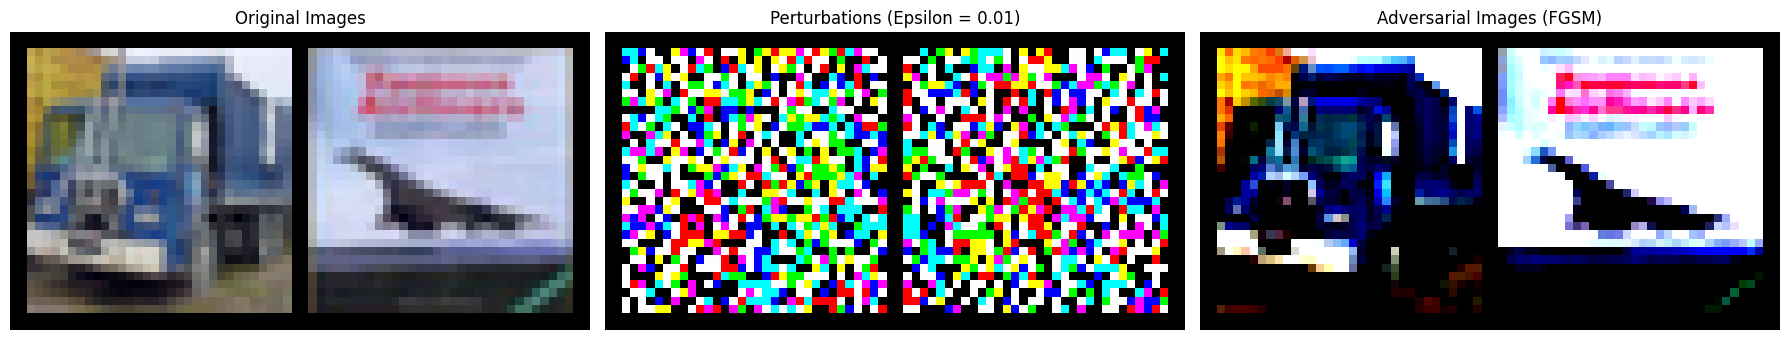 Original Images
Perturbations (Epsilon = 0.01)
Adversarial Images (FGSM)